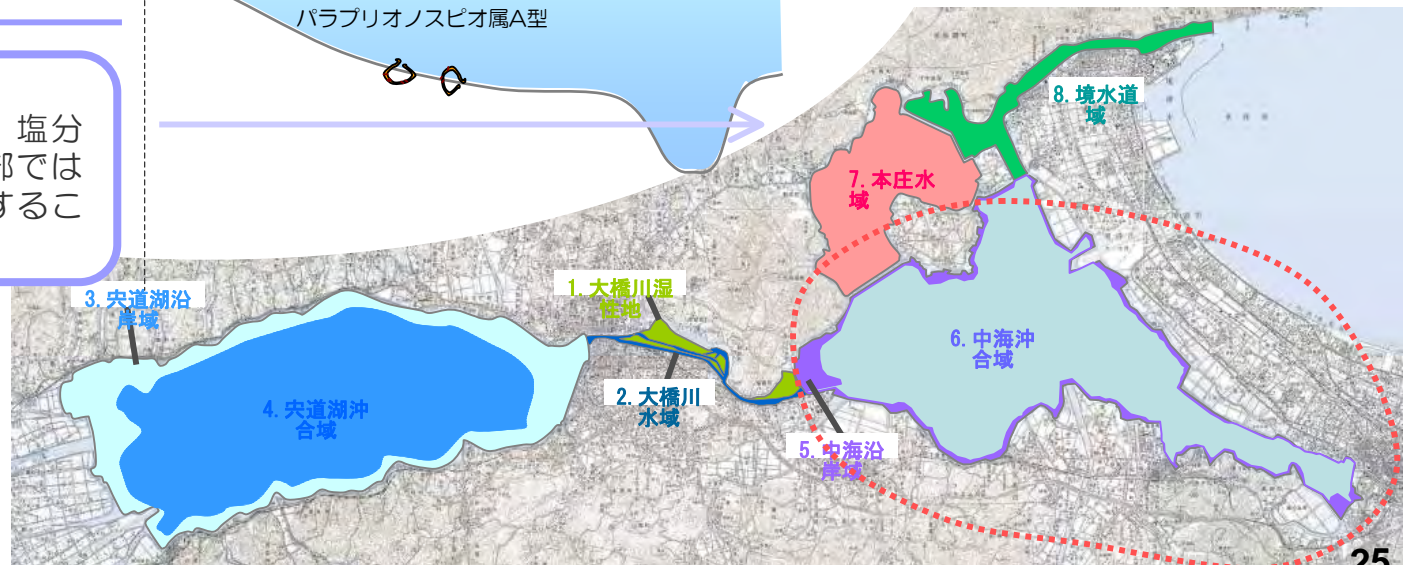 パラプリオノスピオ属A型
塩分
部では
するこ
8.境水道
域
7.本庄水
域
3.宍道湖沿
岸域
1.大橋川湿
性地
6.中海沖
合域
4.宍道湖沖
合域
2.大橋川
水域
5.中海沿
岸域
25